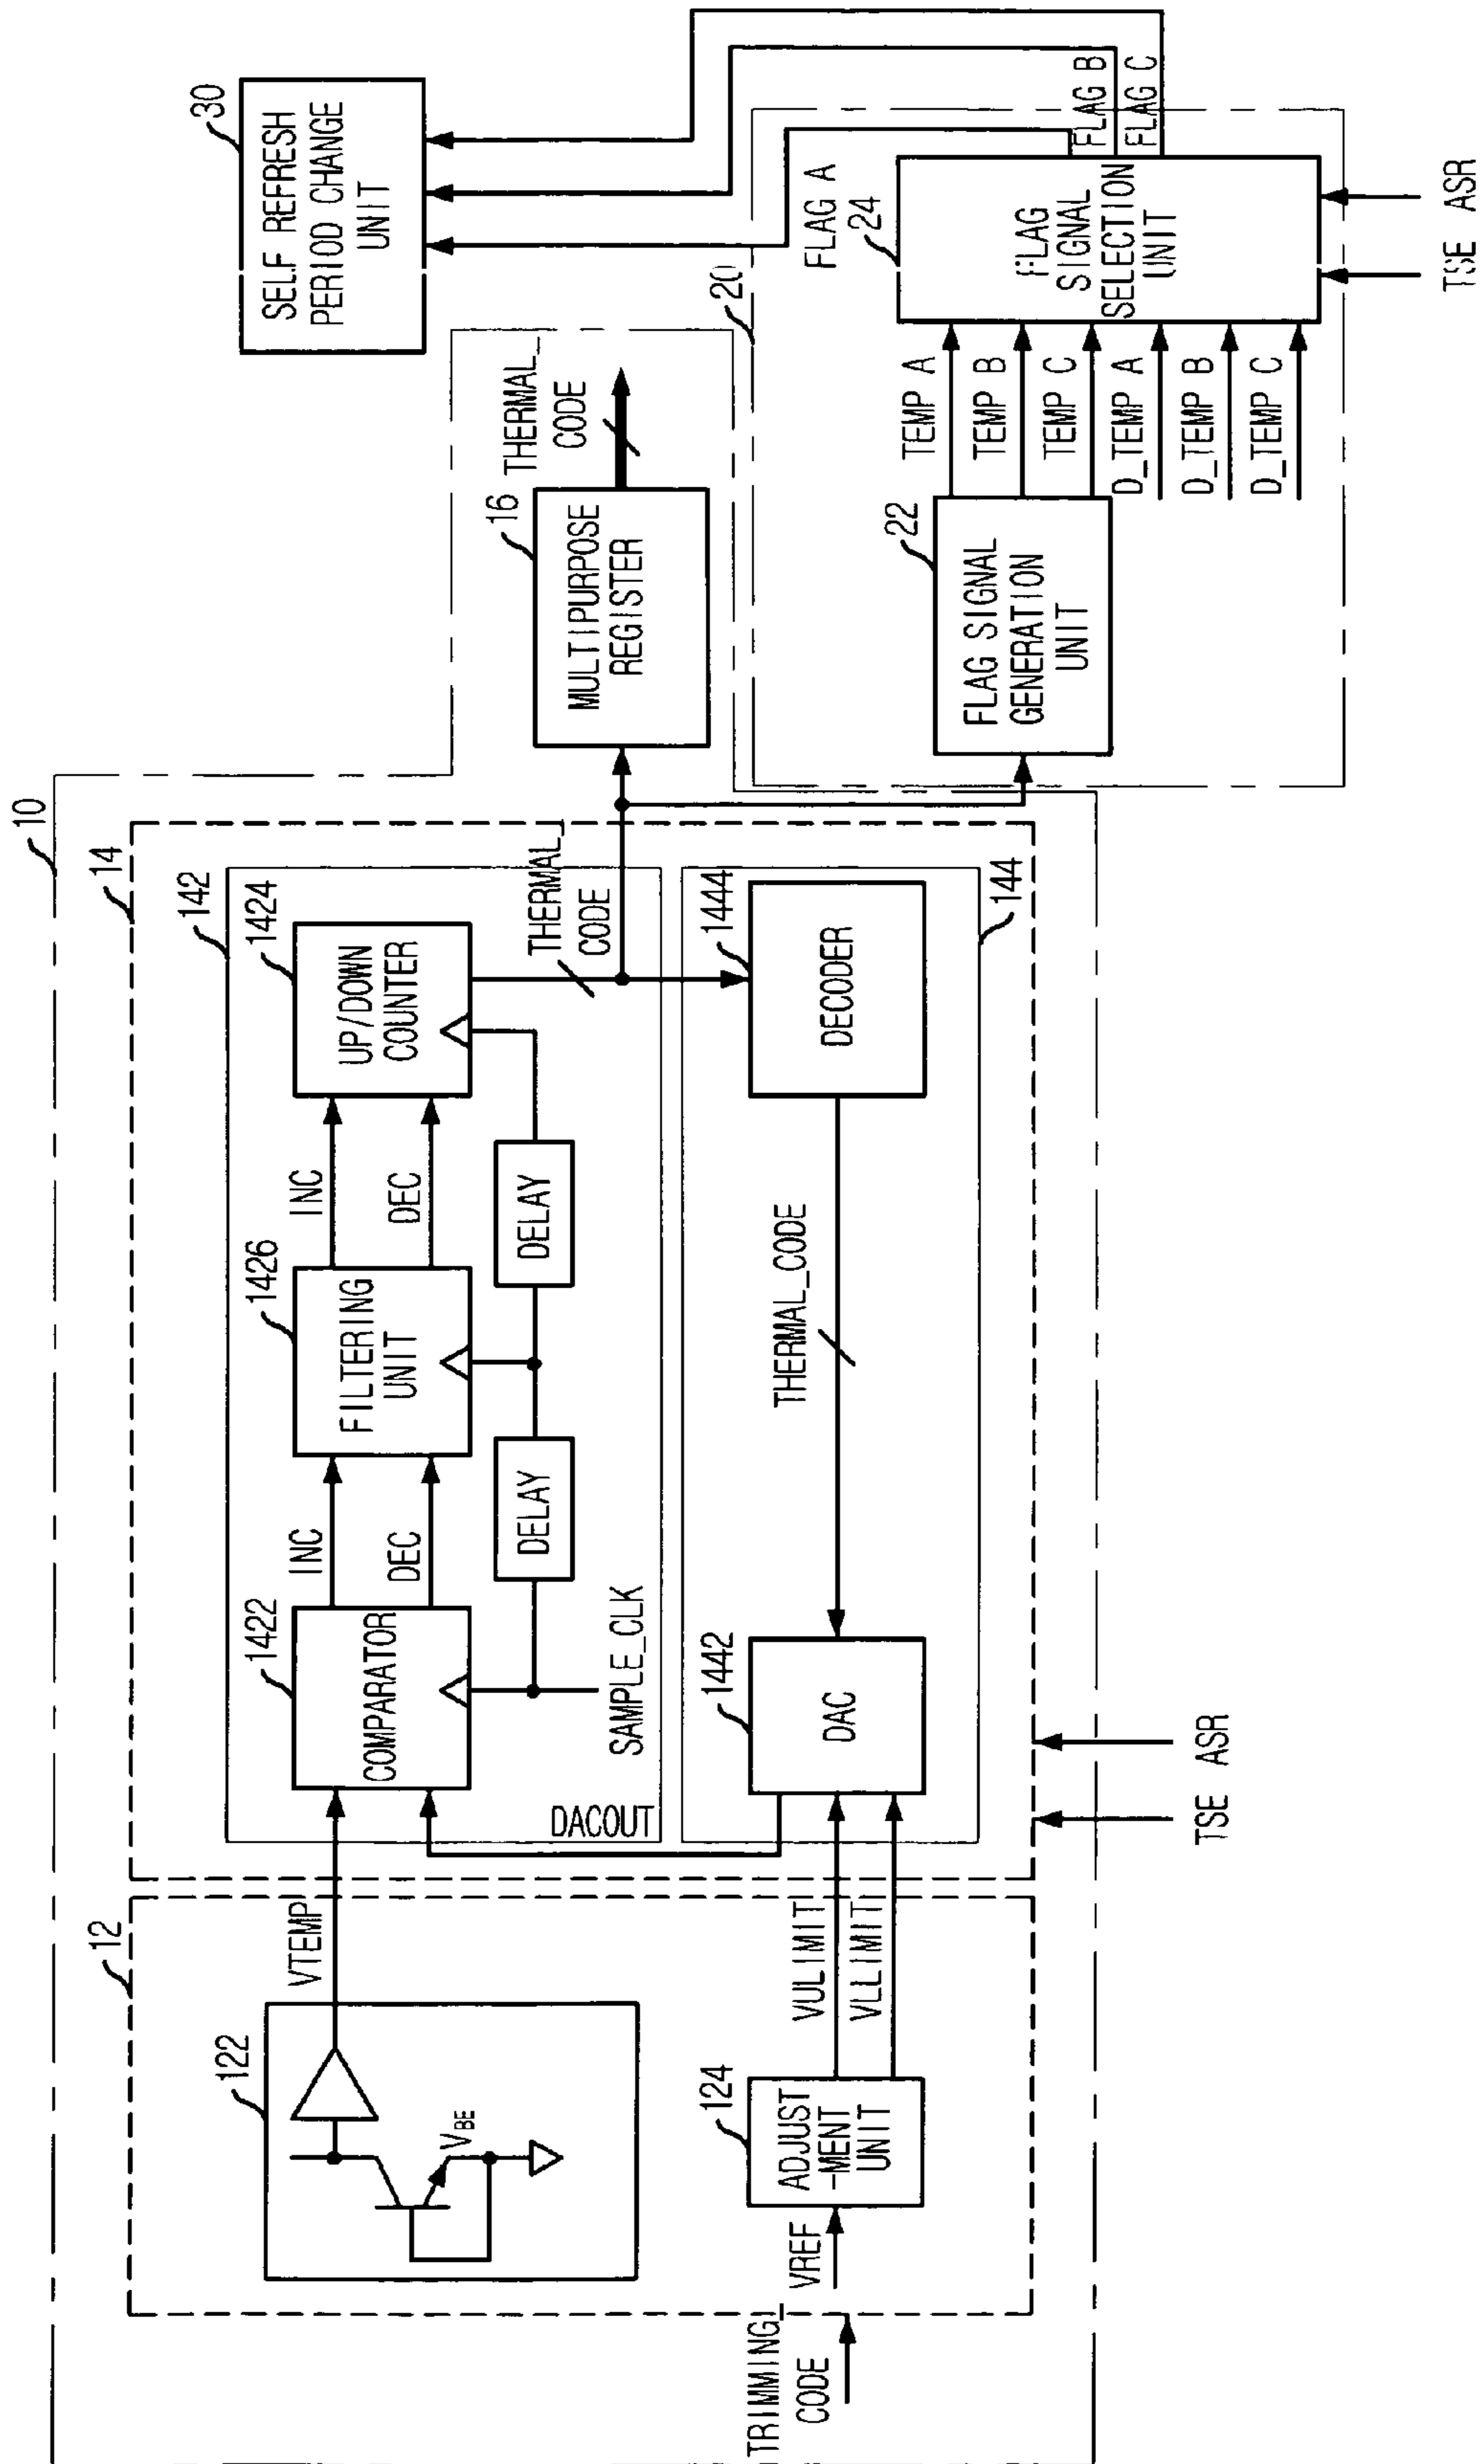 10
12
122
VBE
VTEMP
TRIMMING_
CODE
VREF
124
ADJUST
-MENT
UNIT
VULIMIT
VLLIMIT
14
142
1422
COMPARATOR
INC
DEC
1426
FILTERING
UNIT
INC
DEC
1424
UP/DOWN
COUNTER
DELAY
DELAY
SAMPLE_CLK
DACOUT
THERMAL_
CODE
1442
DAC
THERMAL_CODE
1444
DECODER
144
TSE
ASR
16
MULTIPURPOSE
REGISTER
THERMAL_
CODE
30
SELF REFRESH
PERIOD CHANGE
UNIT
20
22
FLAG SIGNAL
GENERATION
UNIT
TEMP A
TEMP B
TEMP C
D_TEMP A
D_TEMP B
D_TEMP C
24
FLAG
SIGNAL
SELECTION
UNIT
FLAG A
FLAG B
FLAG C
TSE
ASR